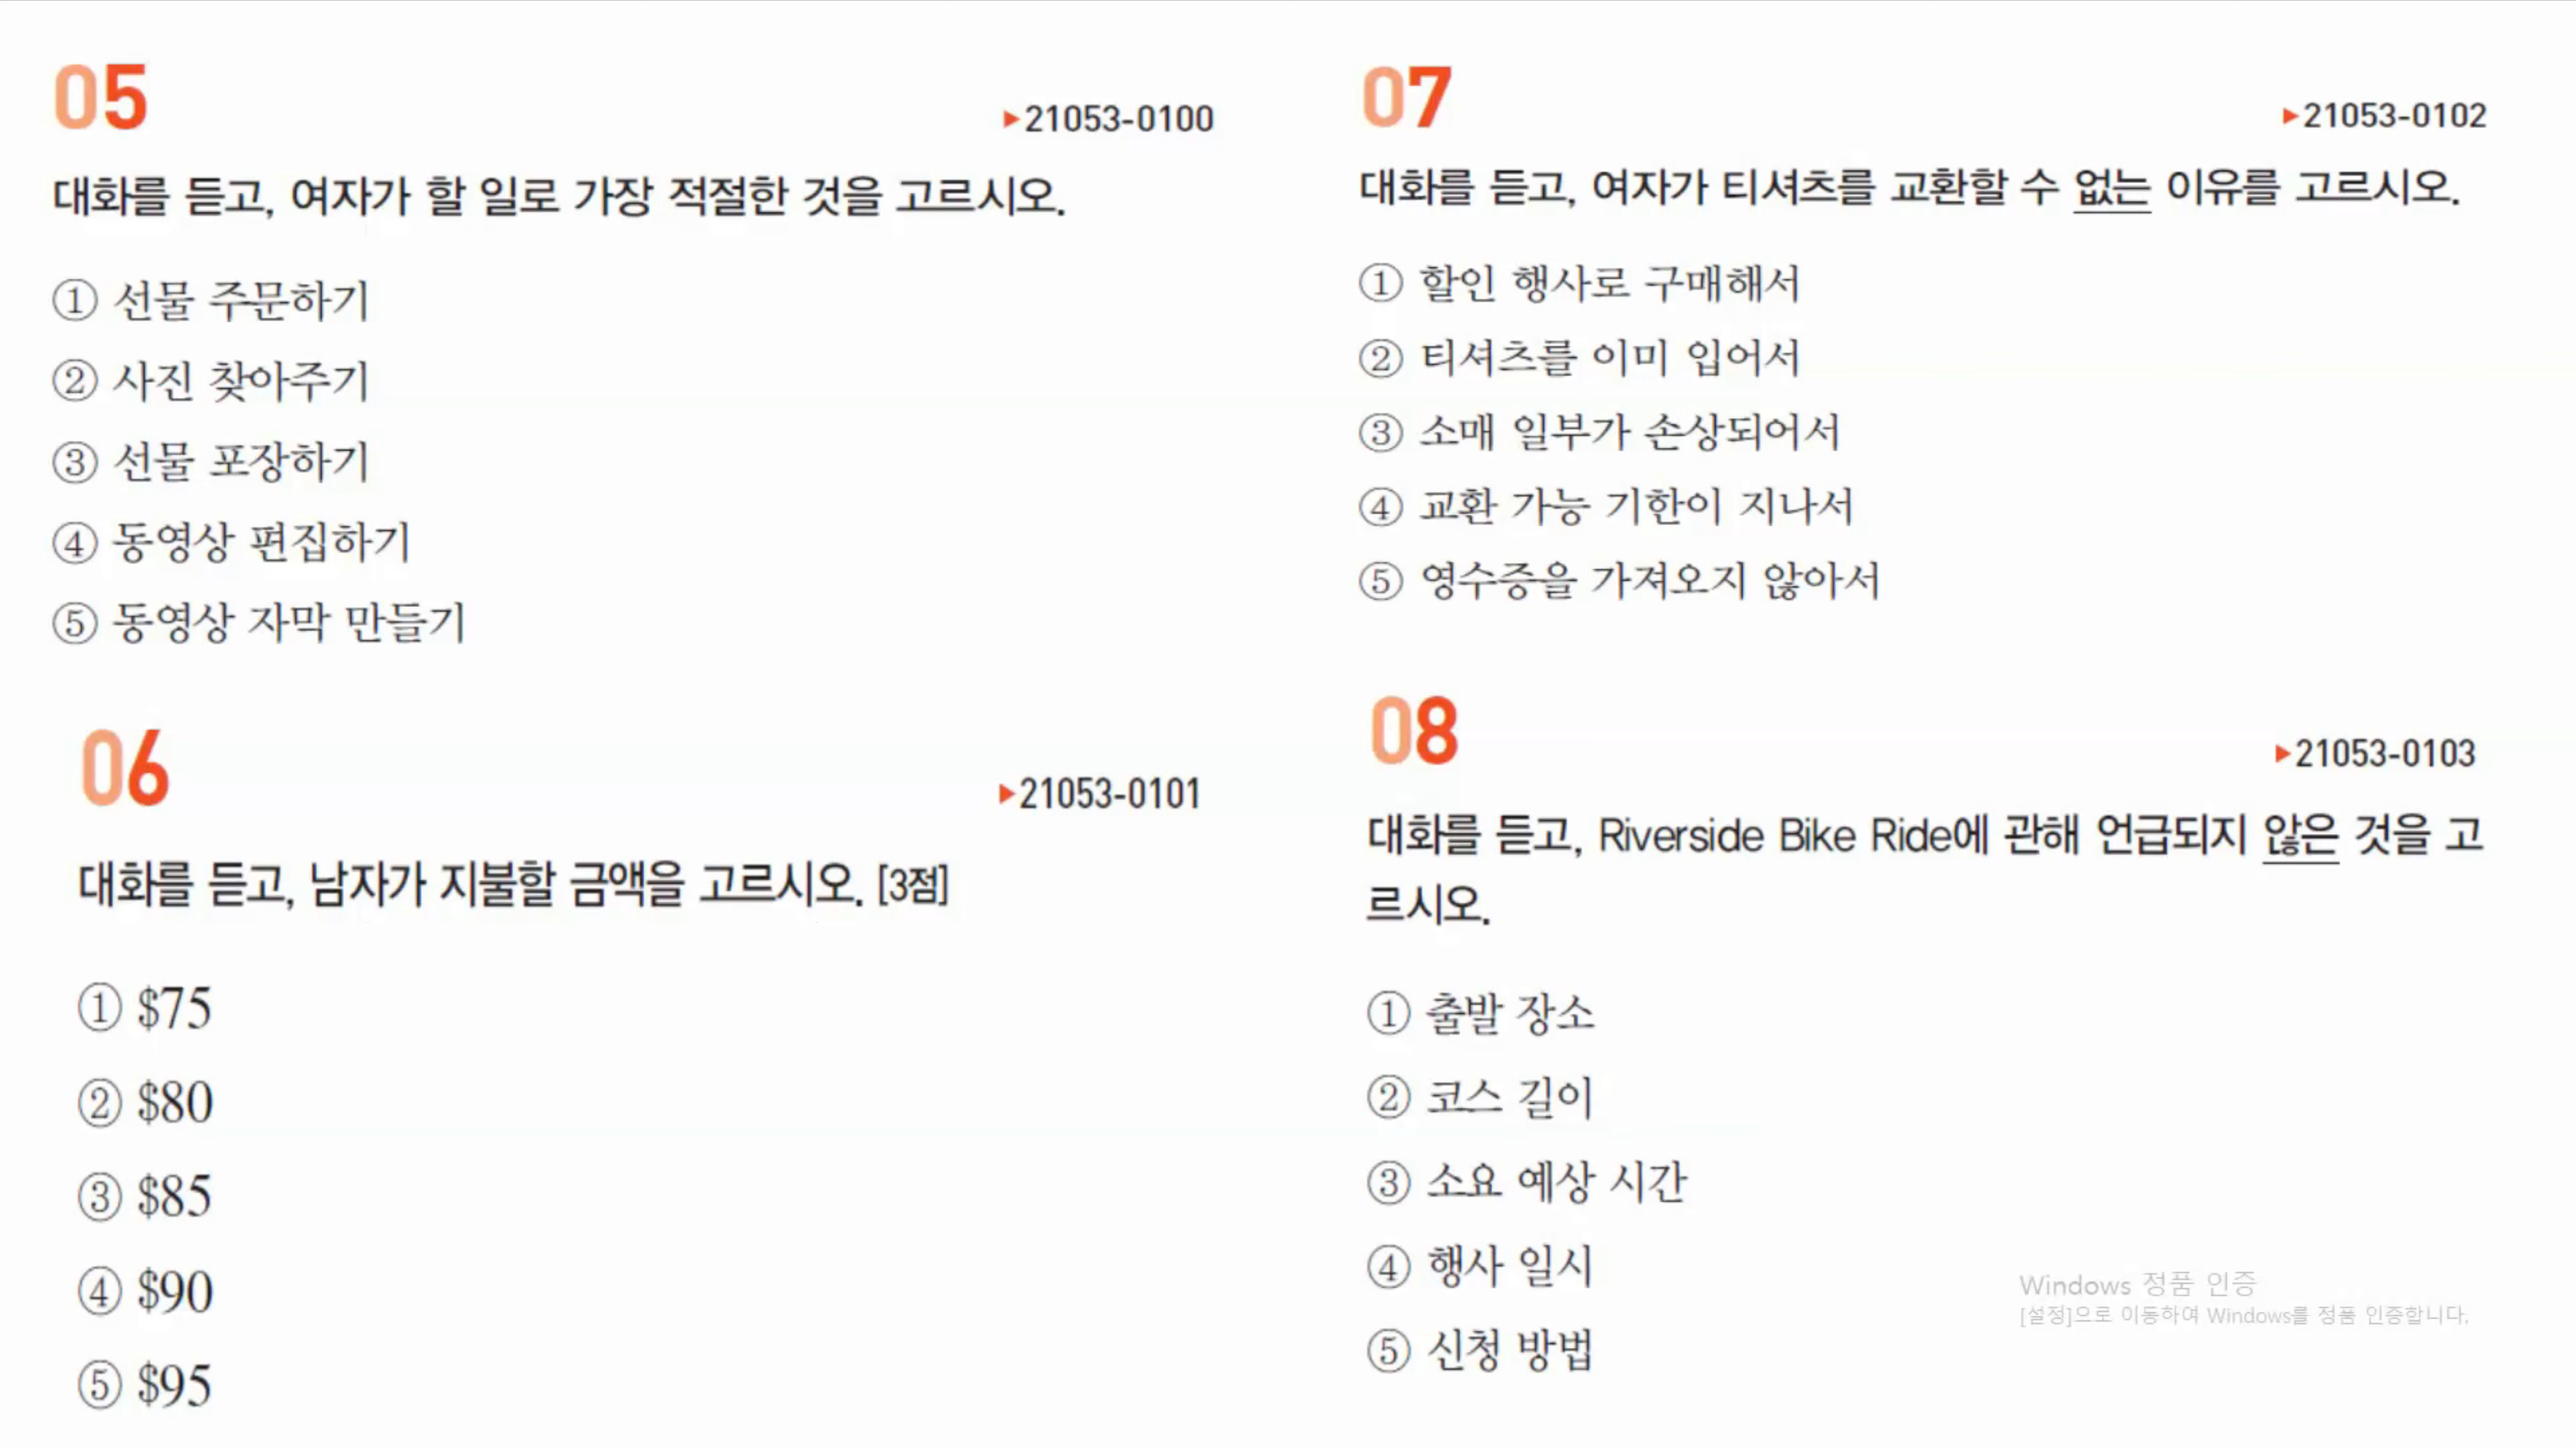 05
▶21053-0100
대화를 듣고, 여자가 할 일로 가장 적절한 것을 고르시오.
① 선물 주문하기
② 사진 찾아주기
③ 선물 포장하기
④ 동영상 편집하기
⑤ 동영상 자막 만들기
06
▶21053-0101
대화를 듣고, 남자가 지불할 금액을 고르시오. [3점]
① $75
② $80
③ $85
④ $90
⑤ $95
07
▶21053-0102
대화를 듣고, 여자가 티셔츠를 교환할 수 없는 이유를 고르시오.
① 할인 행사로 구매해서
② 티셔츠를 이미 입어서
③ 소매 일부가 손상되어서
④ 교환 가능 기한이 지나서
⑤ 영수증을 가져오지 않아서
08
▶21053-0103
대화를 듣고, Riverside Bike Ride에 관해 언급되지 않은 것을 고
르시오.
① 출발 장소
② 코스 길이
③ 소요 예상 시간
④ 행사 일시
⑤ 신청 방법
Windows 정품 인증
[설정]으로 이동하여 Windows를 정품 인증합니다.